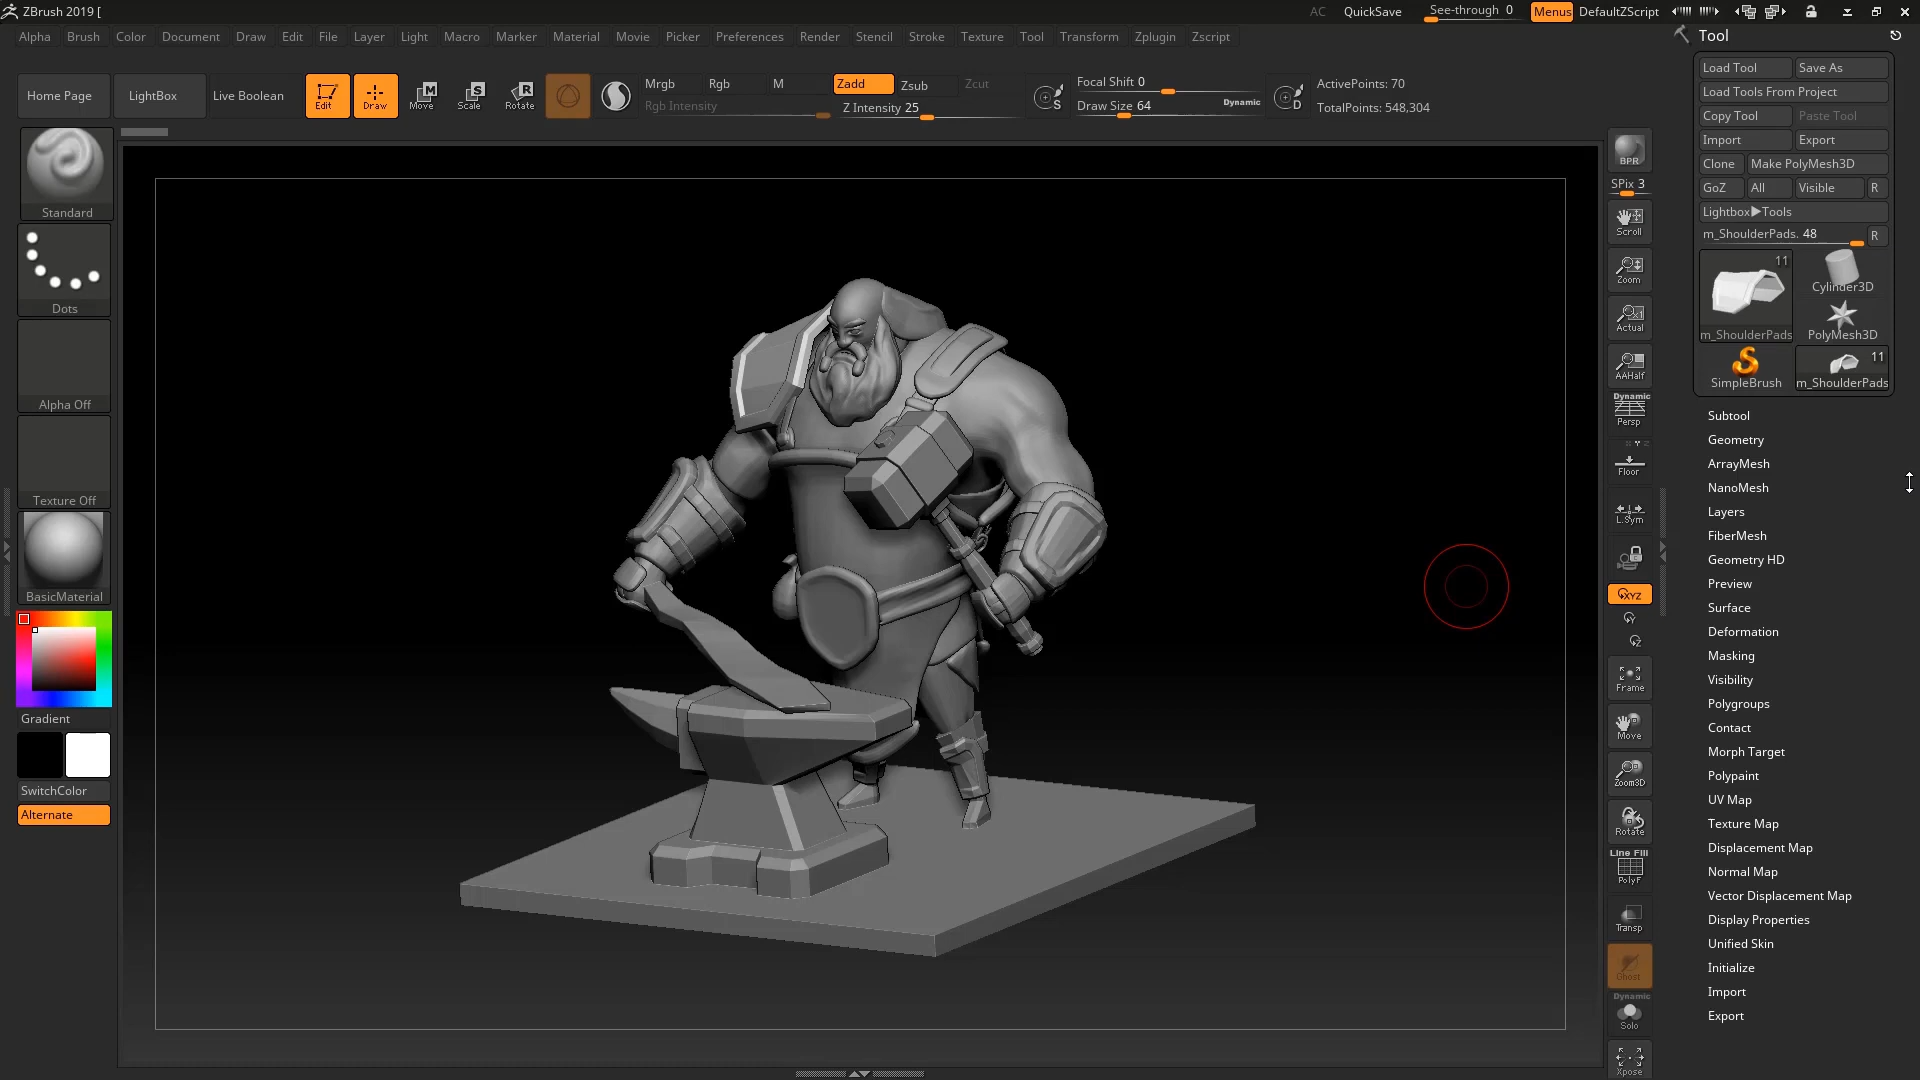 ZBrush 2019 [
AC QuickSave See-through 0 Menus DefaultZScript
Alpha Brush Color Document Draw Edit File Layer Light Macro Marker Material Movie Picker Preferences Render Stencil Stroke Texture Tool Transform Zplugin Zscript
Tool
Home Page LightBox Live Boolean Edit Draw Move Scale Rotate
Mrgb Rgb M Zadd Zsub Zcut
Rgb Intensity Z Intensity 25
S Focal Shift 0
Draw Size 64 Dynamic
D ActivePoints: 70
TotalPoints: 548,304
Standard
Dots
Alpha Off
Texture Off
BasicMaterial
Gradient
SwitchColor
Alternate
BPR
SPix 3
Scroll
Zoom
Actual
AAHalf
Dynamic
Persp
Floor
L.Sym
XYZ
Y
Z
Frame
Move
Zoom3D
Rotate
Line Fill
PolyF
Transp
Ghost
Dynamic
Solo
Xpose
Load Tool Save As
Load Tools From Project
Copy Tool Paste Tool
Import Export
Clone Make PolyMesh3D
GoZ All Visible R
Lightbox▶Tools
m_ShoulderPads. 48 R
11
Cylinder3D
m_ShoulderPads PolyMesh3D
11
SimpleBrush m_ShoulderPads
Subtool
Geometry
ArrayMesh
NanoMesh
Layers
FiberMesh
Geometry HD
Preview
Surface
Deformation
Masking
Visibility
Polygroups
Contact
Morph Target
Polypaint
UV Map
Texture Map
Displacement Map
Normal Map
Vector Displacement Map
Display Properties
Unified Skin
Initialize
Import
Export